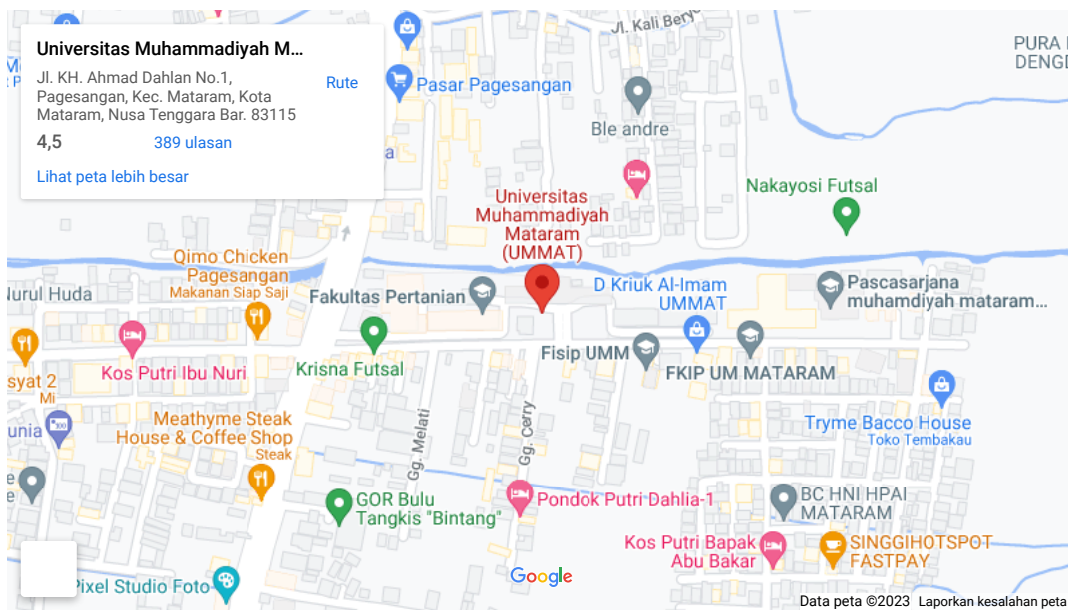 Universitas Muhammadiyah M...
Jl. KH. Ahmad Dahlan No.1,
Pagesangan, Kec. Mataram, Kota
Mataram, Nusa Tenggara Bar. 83115
Rute
4,5
389 ulasan
Lihat peta lebih besar
Jl. Kali Beryo
PURA
DENGD
Pasar Pagesangan
Ble andre
Nakayosi Futsal
Universitas
Muhammadiyah
Mataram
(UMMAT)
Qimo Chicken
Pagesangan
Makanan Siap Saji
Nurul Huda
Fakultas Pertanian
D Kriuk Al-Imam
UMMAT
Pascasarjana
muhamdiyah mataram...
Fisip UMM
FKIP UM MATARAM
Krisna Futsal
Kos Putri Ibu Nuri
syat 2
Mi
Meathyme Steak
House & Coffee Shop
Steak
unia
Gg. Melati
Gg. Cerry
Tryme Bacco House
Toko Tembakau
GOR Bulu
Tangkis "Bintang"
Pondok Putri Dahlia-1
BC HNI HPAI
MATARAM
Kos Putri Bapak
Abu Bakar
SINGGIHOTSPOT
FASTPAY
Pixel Studio Foto
Google
Data peta ©2023
Laporkan kesalahan peta